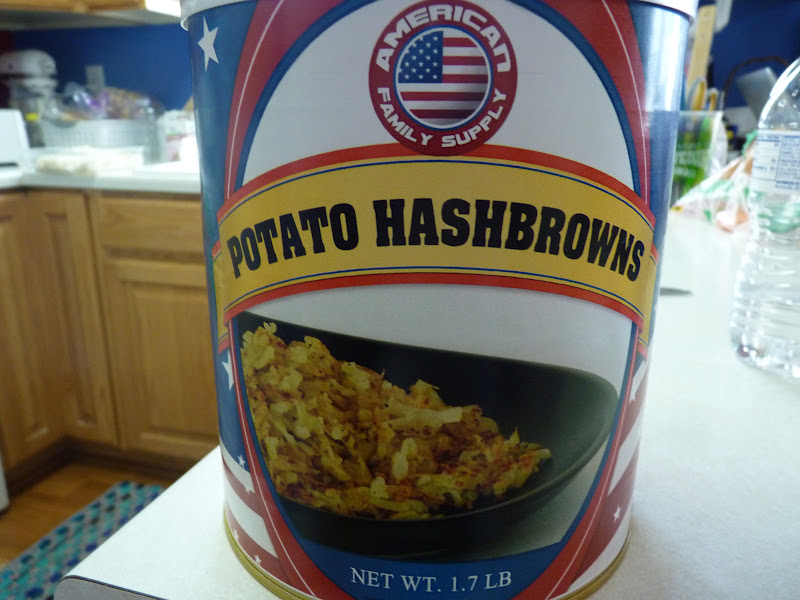 AMERICAN
FAMILY SUPPLY
POTATO HASHBROWNS
NET WT. 1.7 LB